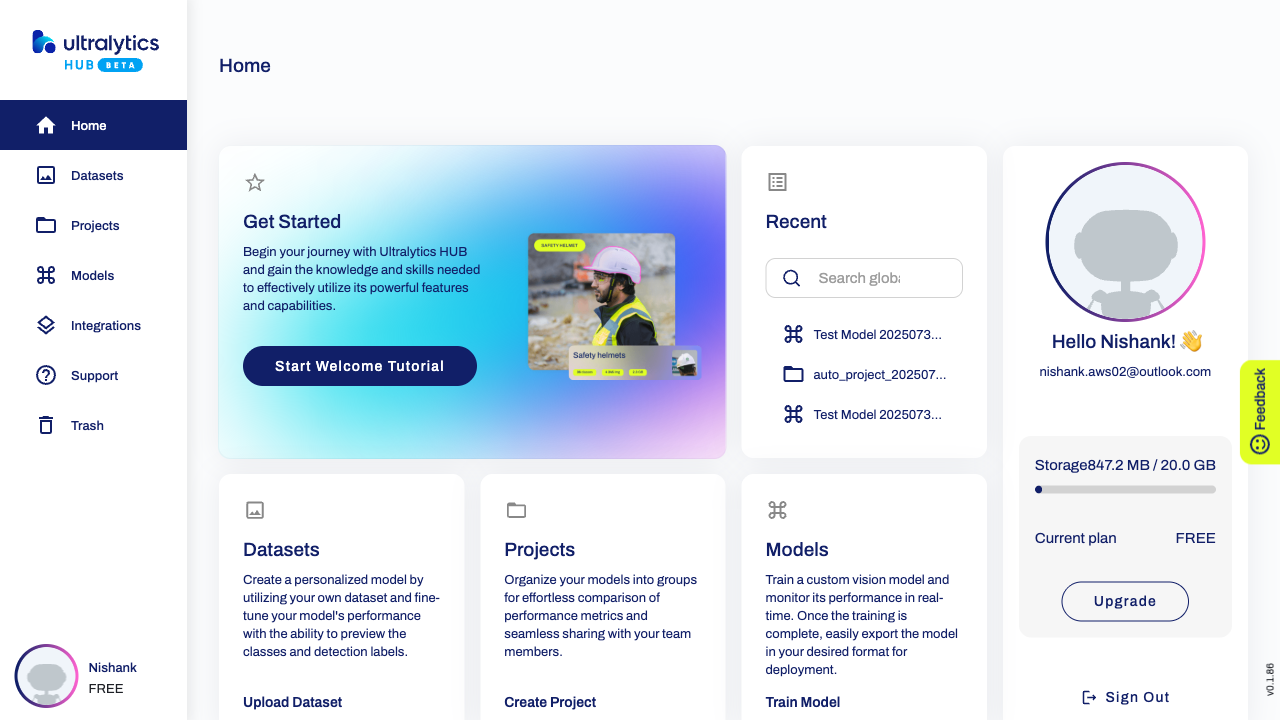 ultralytics
HUB BETA
Home
Datasets
Projects
Models
Integrations
Support
Trash
Nishank
FREE
Home
Get Started
Begin your journey with Ultralytics HUB
and gain the knowledge and skills needed
to effectively utilize its powerful features
and capabilities.
Start Welcome Tutorial
SAFETY HELMET
Safety helmets
Recent
Search globa
Test Model 2025073...
auto_project_202507...
Test Model 2025073...
Hello Nishank!
nishank.aws02@outlook.com
Storage847.2 MB / 20.0 GB
Current plan FREE
Upgrade
Sign Out
Feedback
v0.1.86
Datasets
Create a personalized model by
utilizing your own dataset and fine-
tune your model's performance
with the ability to preview the
classes and detection labels.
Upload Dataset
Projects
Organize your models into groups
for effortless comparison of
performance metrics and
seamless sharing with your team
members.
Create Project
Models
Train a custom vision model and
monitor its performance in real-
time. Once the training is
complete, easily export the model
in your desired format for
deployment.
Train Model